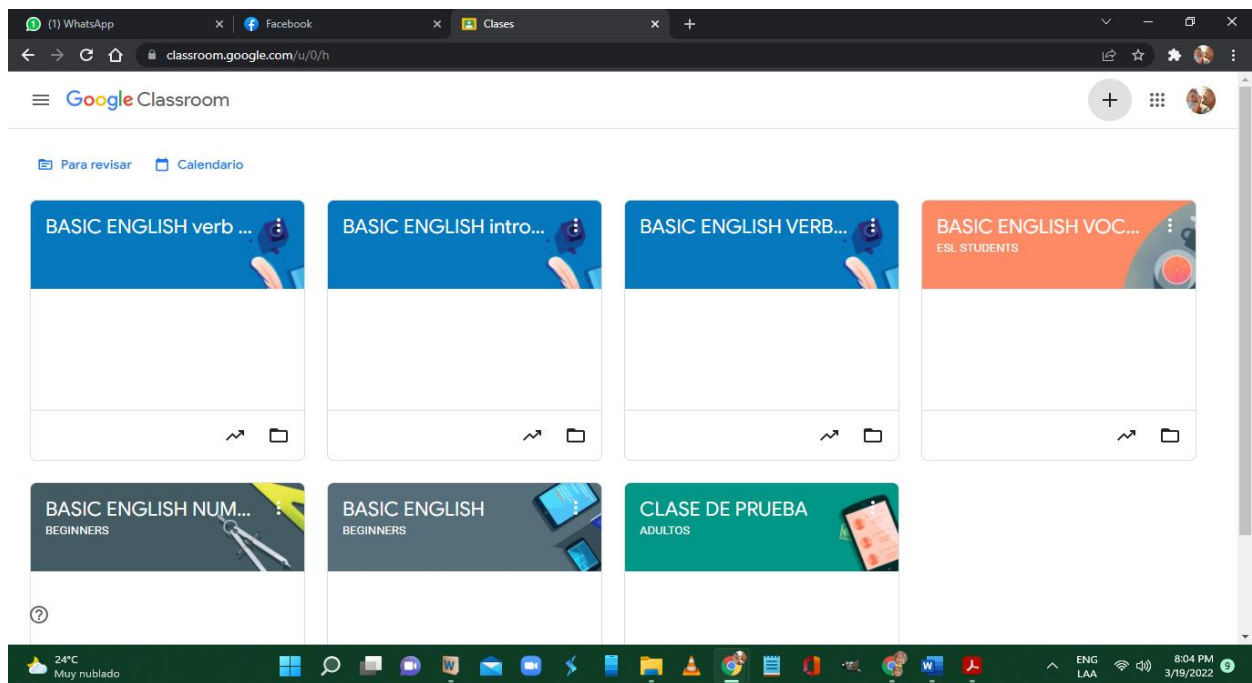 (1) WhatsApp
Facebook
Clases
classroom.google.com/u/0/h
Google Classroom
Para revisar
Calendario
BASIC ENGLISH verb ...
BASIC ENGLISH intro...
BASIC ENGLISH VERB...
BASIC ENGLISH VOC...
ESL STUDENTS
BASIC ENGLISH NUM...
BEGINNERS
BASIC ENGLISH
BEGINNERS
CLASE DE PRUEBA
ADULTOS
24°C
Muy nublado
ENG
LAA
8:04 PM
3/19/2022
9